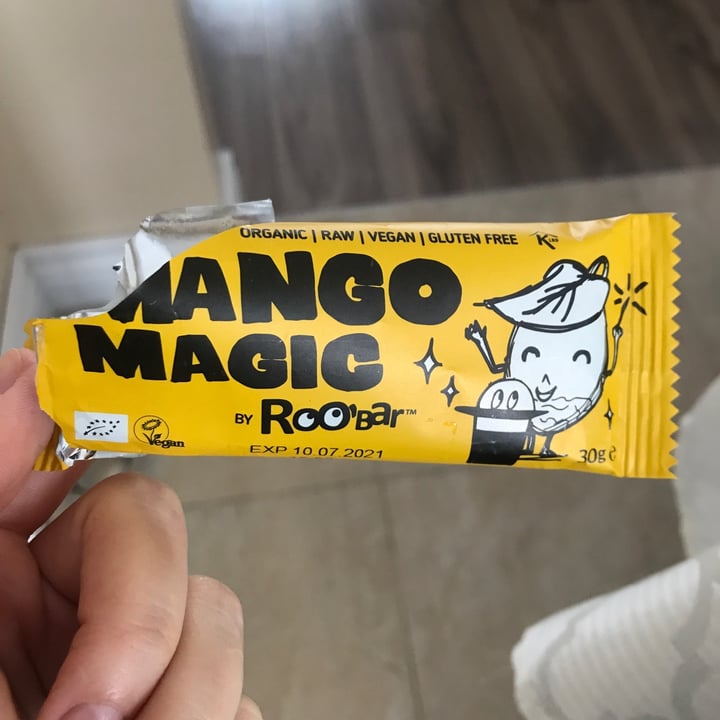 ORGANIC | RAW | VEGAN | GLUTEN FREE
MANGO
MAGIC
BY Roo'Bar™
Vegan
EXP 10.07.2021
30g e